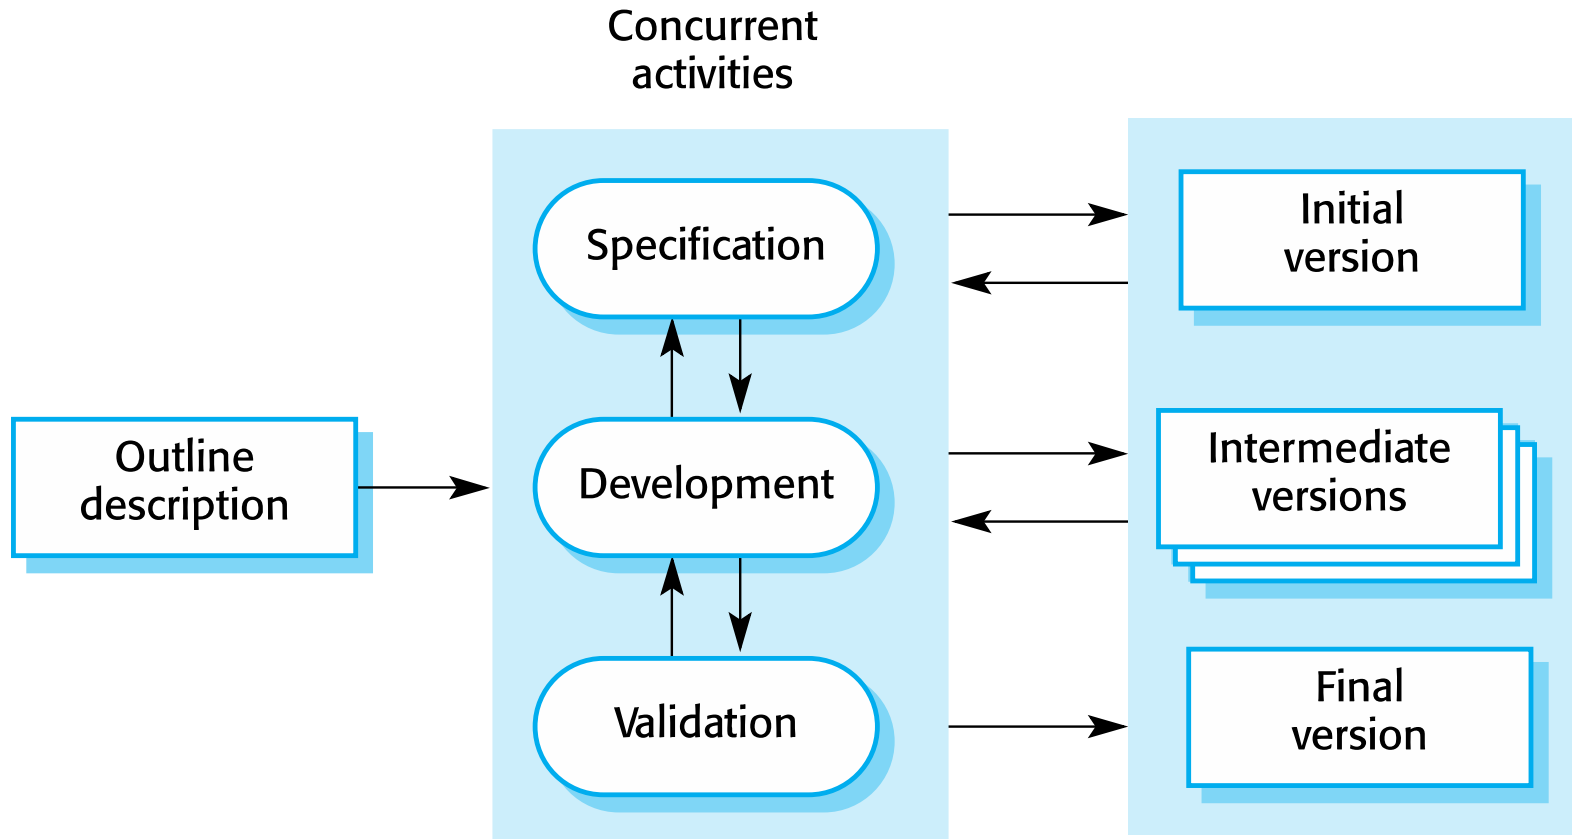 Concurrent
activities
Specification
Initial
version
Outline
description
Development
Intermediate
versions
Validation
Final
version